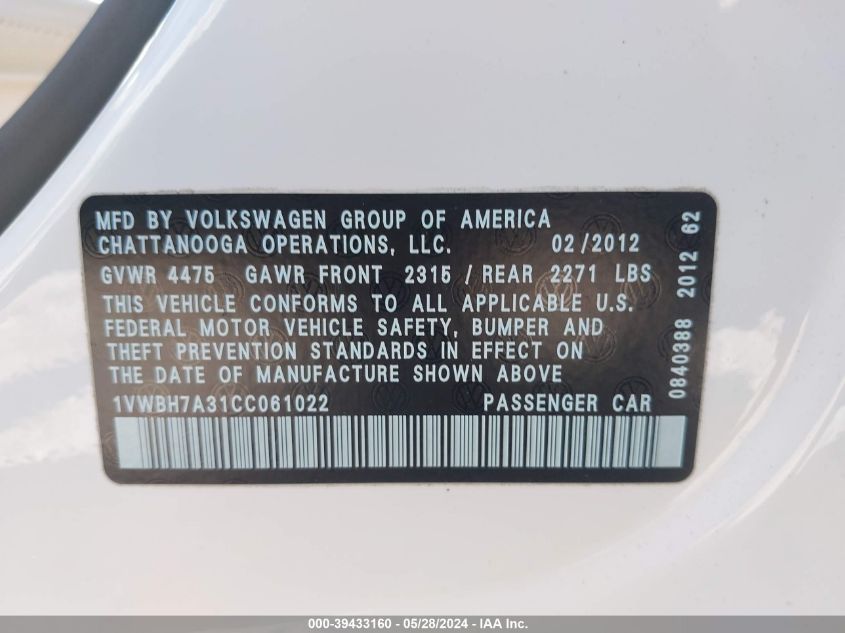 MFD BY VOLKSWAGEN GROUP OF AMERICA
CHATTANOOGA OPERATIONS, LLC. 02/2012
GVWR 4475 GAWR FRONT 2315 / REAR 2271 LBS
THIS VEHICLE CONFORMS TO ALL APPLICABLE U.S.
FEDERAL MOTOR VEHICLE SAFETY, BUMPER AND
THEFT PREVENTION STANDARDS IN EFFECT ON
THE DATE OF MANUFACTURE SHOWN ABOVE
1VWBH7A31CC061022 PASSENGER CAR
0840388 2012 62
000-39433160 - 05/28/2024 - IAA Inc.